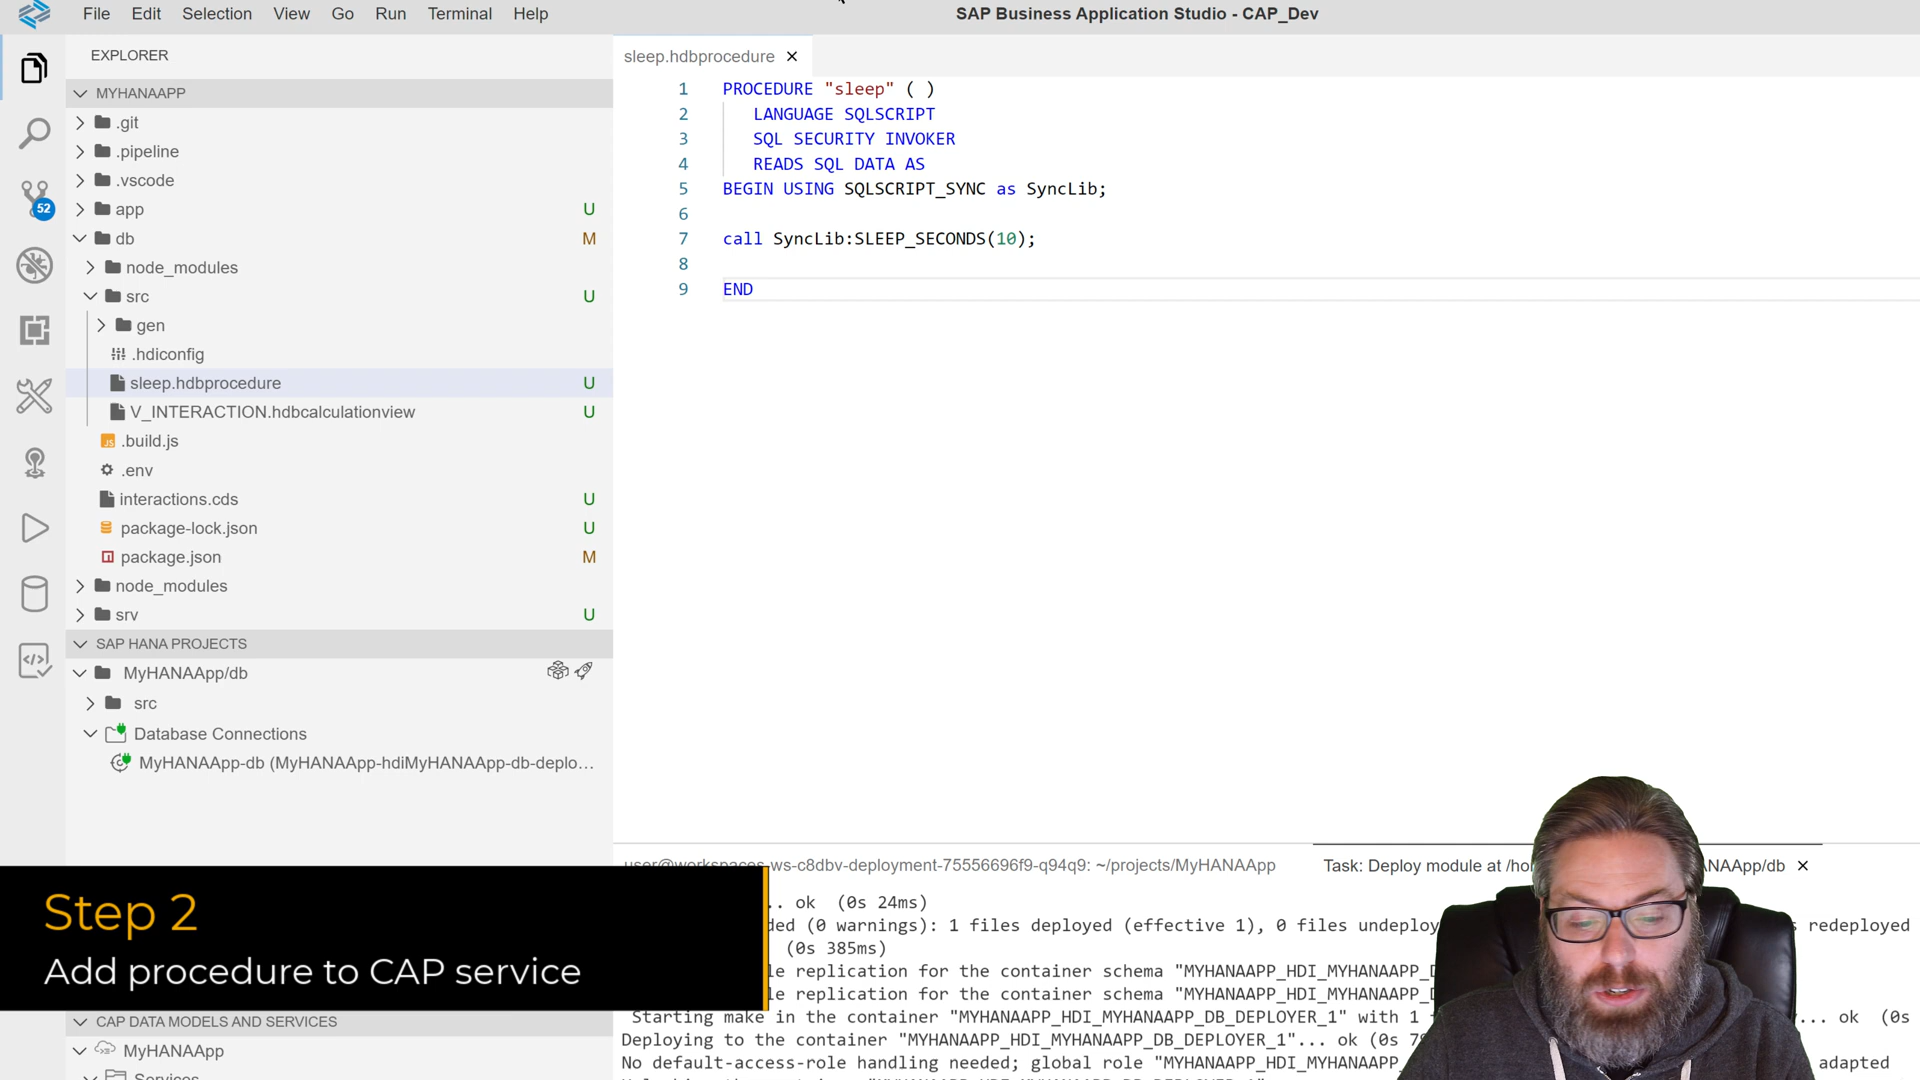 File Edit Selection View Go Run Terminal Help
SAP Business Application Studio - CAP_Dev
EXPLORER
MYHANAAPP
.git
.pipeline
.vscode
app U
db M
node_modules
src U
gen
.hdiconfig
sleep.hdbprocedure U
V_INTERACTION.hdbcalculationview U
.build.js
.env
interactions.cds U
package-lock.json U
package.json M
node_modules
srv U
52
SAP HANA PROJECTS
MyHANAApp/db
src
Database Connections
MyHANAApp-db (MyHANAApp-hdiMyHANAApp-db-deplo...
Step 2
Add procedure to CAP service
CAP DATA MODELS AND SERVICES
MyHANAApp
Services
sleep.hdbprocedure
1 PROCEDURE "sleep" ( )
2 LANGUAGE SQLSCRIPT
3 SQL SECURITY INVOKER
4 READS SQL DATA AS
5 BEGIN USING SQLSCRIPT_SYNC as SyncLib;
6
7 call SyncLib:SLEEP_SECONDS(10);
8
9 END
user@workspaces-ws-c8dbv-deployment-75556696f9-q94q9: ~/projects/MyHANAApp
Task: Deploy module at /ho NAApp/db
.. ok (0s 24ms)
ded (0 warnings): 1 files deployed (effective 1), 0 files undeploy s redeployed
(0s 385ms)
le replication for the container schema "MYHANAAPP_HDI_MYHANAAPP_D
le replication for the container schema "MYHANAAPP_HDI_MYHANAAPP_D
Starting make in the container "MYHANAAPP_HDI_MYHANAAPP_DB_DEPLOYER_1" with 1 ... ok (0s
Deploying to the container "MYHANAAPP_HDI_MYHANAAPP_DB_DEPLOYER_1"... ok (0s 7
No default-access-role handling needed; global role "MYHANAAPP_HDI_MYHANAAPP_ adapted